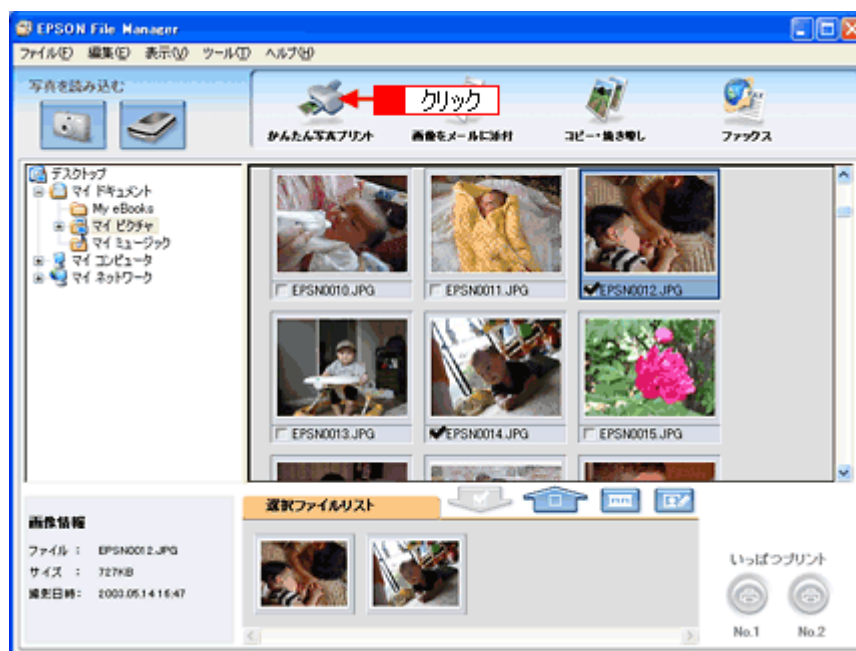 EPSON File Manager
ファイル(F) 編集(E) 表示(V) ツール(T) ヘルプ(H)
写真を読み込む
クリック
かんたん写真プリント 画像をメールに添付 コピー・焼き増し ファックス
デスクトップ
マイ ドキュメント
My eBooks
マイ ピクチャ
マイ ミュージック
マイ コンピュータ
マイ ネットワーク
EPSN0010.JPG EPSN0011.JPG EPSN0012.JPG
EPSN0013.JPG EPSN0014.JPG EPSN0015.JPG
選択ファイルリスト
画像情報
ファイル : EPSN0012.JPG
サイズ : 727KB
撮影日時: 2003.05.14 16:47
いっぱつプリント
No.1 No.2